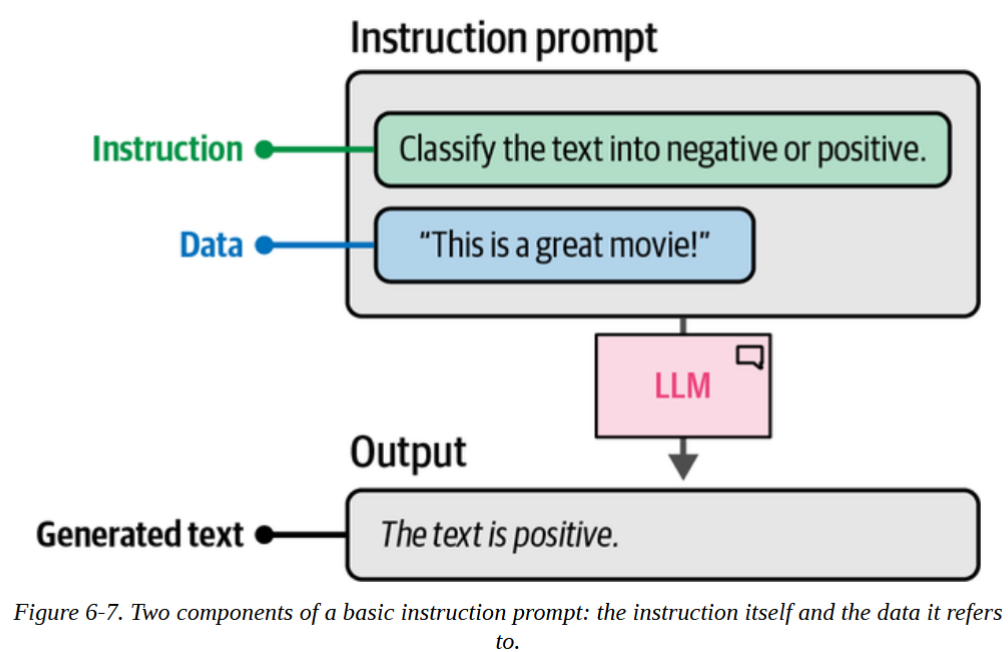 Instruction prompt
Instruction
Classify the text into negative or positive.
Data
“This is a great movie!”
LLM
Output
Generated text
The text is positive.
Figure 6-7. Two components of a basic instruction prompt: the instruction itself and the data it refers
to.